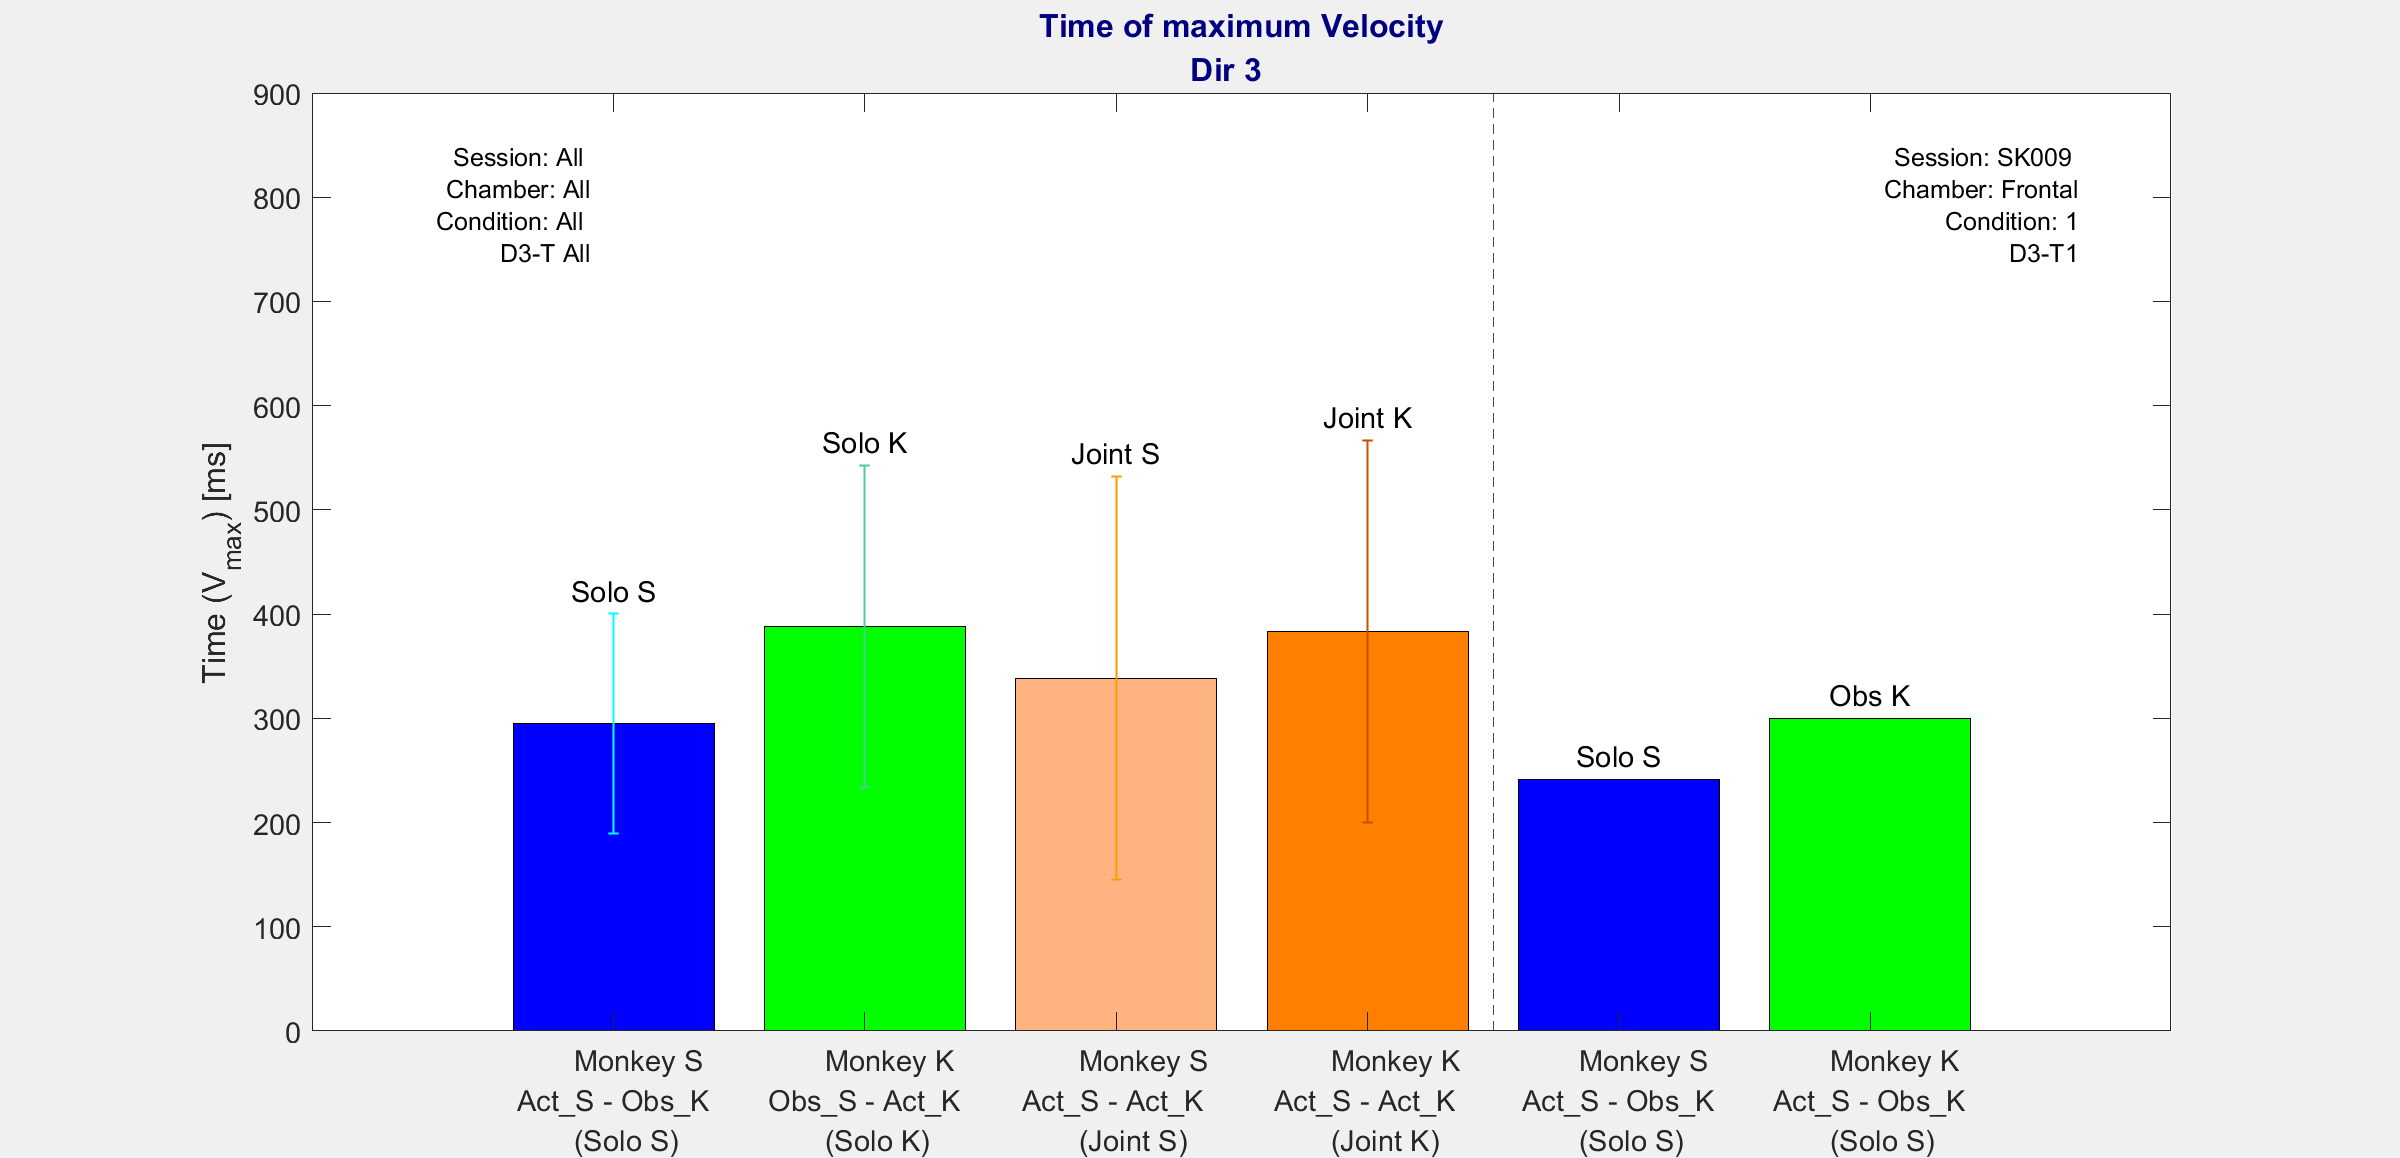 Time of maximum Velocity
Dir 3
900
800
700
600
500
400
300
200
100
0
Time (Vmax) [ms]
Session: All
Chamber: All
Condition: All
D3-T All
Session: SK009
Chamber: Frontal
Condition: 1
D3-T1
Solo S
Solo K
Joint S
Joint K
Solo S
Obs K
Monkey S
Act_S - Obs_K
(Solo S)
Monkey K
Obs_S - Act_K
(Solo K)
Monkey S
Act_S - Act_K
(Joint S)
Monkey K
Act_S - Act_K
(Joint K)
Monkey S
Act_S - Obs_K
(Solo S)
Monkey K
Act_S - Obs_K
(Solo S)